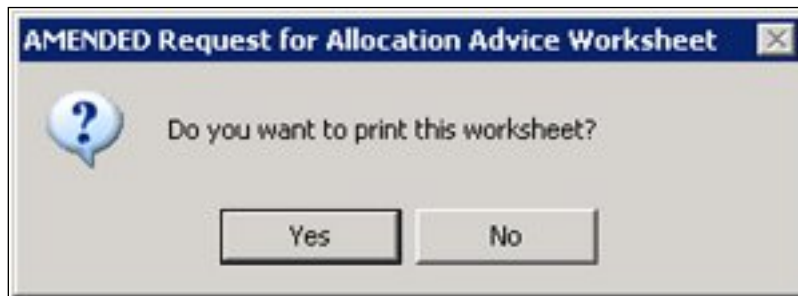 AMENDED Request for Allocation Advice Worksheet
Do you want to print this worksheet?
Yes No